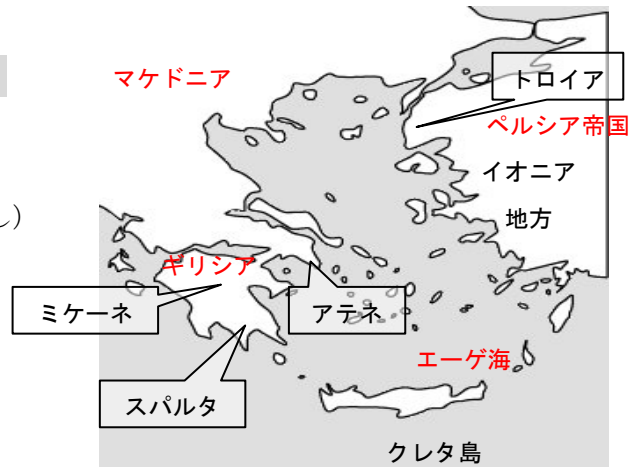 マケドニア
トロイア
ペルシア帝国
イオニア
地方
ギリシア
ミケーネ
アテネ
エーゲ海
スパルタ
クレタ島